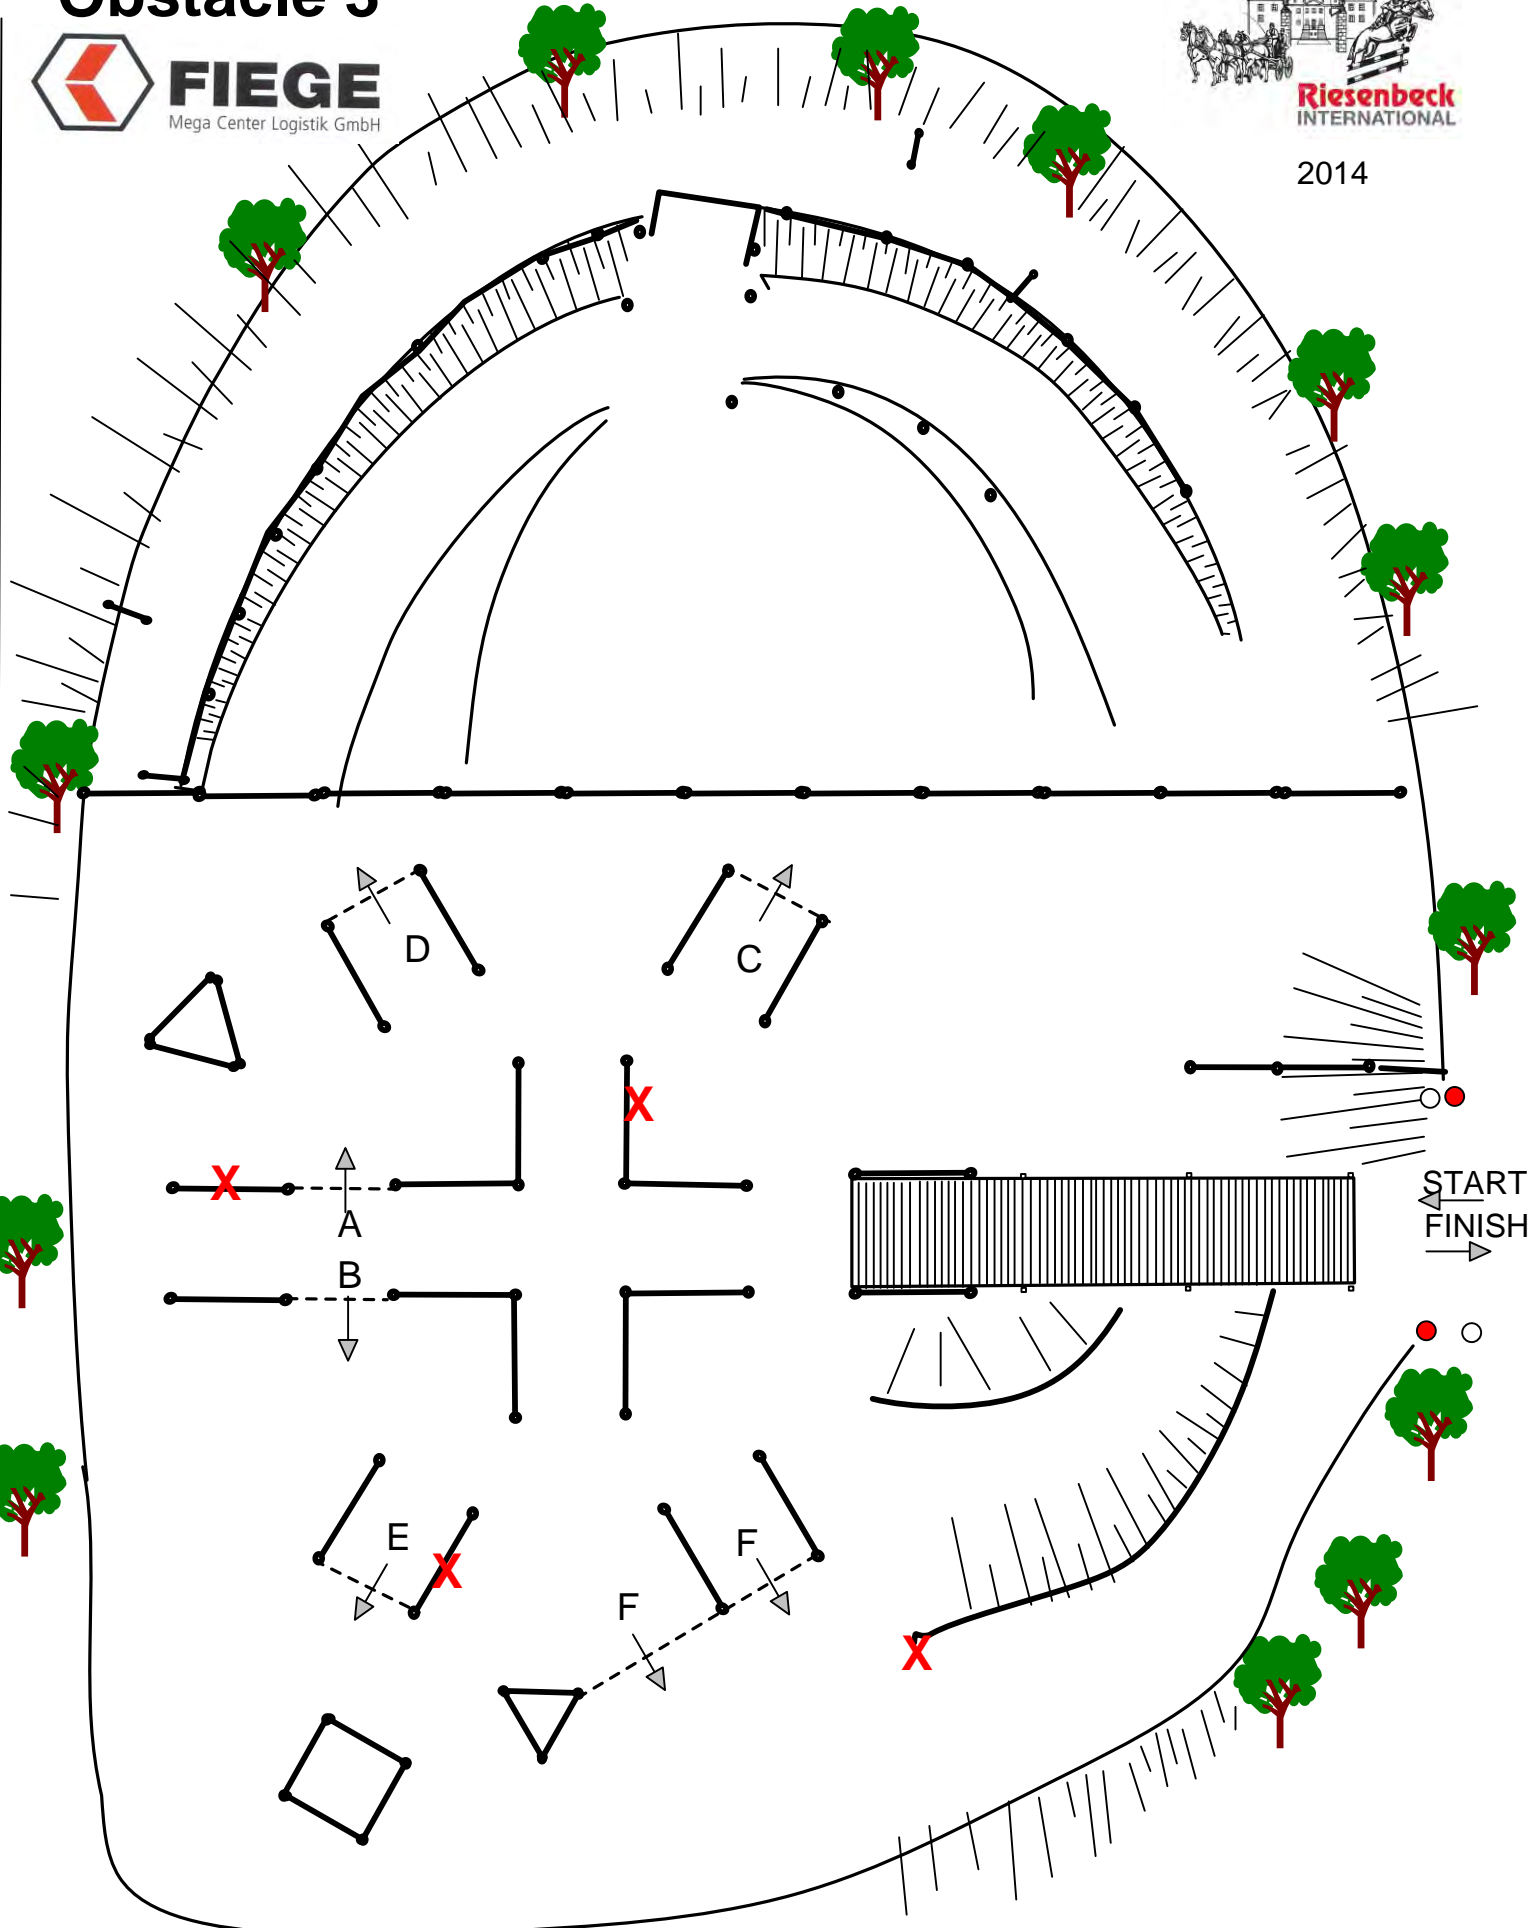 Obstacle 3
FIEGE
Mega Center Logistik GmbH
Riesenbeck
INTERNATIONAL
2014
D
C
X
X
A
B
START
FINISH
E
X
F
F
X